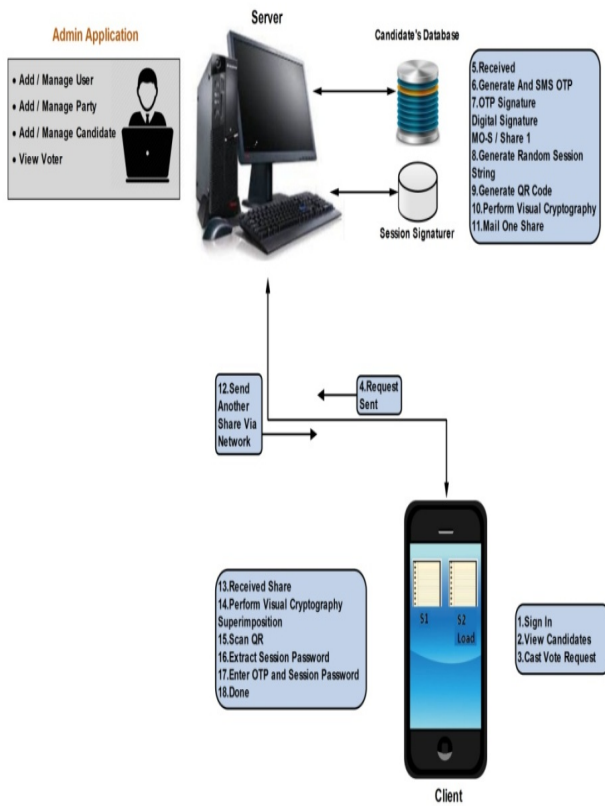 Server
Admin Application
• Add / Manage User
• Add / Manage Party
• Add / Manage Candidate
• View Voter
Candidate's Database
Session Signaturer
5.Received
6.Generate And SMS OTP
7.OTP Signature
Digital Signature
MO-S / Share 1
8.Generate Random Session
String
9.Generate QR Code
10.Perform Visual Cryptography
11.Mail One Share
12.Send
Another
Share Via
Network
4.Request
Sent
13.Received Share
14.Perform Visual Cryptography
Superimposition
15.Scan QR
16.Extract Session Password
17.Enter OTP and Session Password
18.Done
S1
S2
Load
1.Sign In
2.View Candidates
3.Cast Vote Request
Client